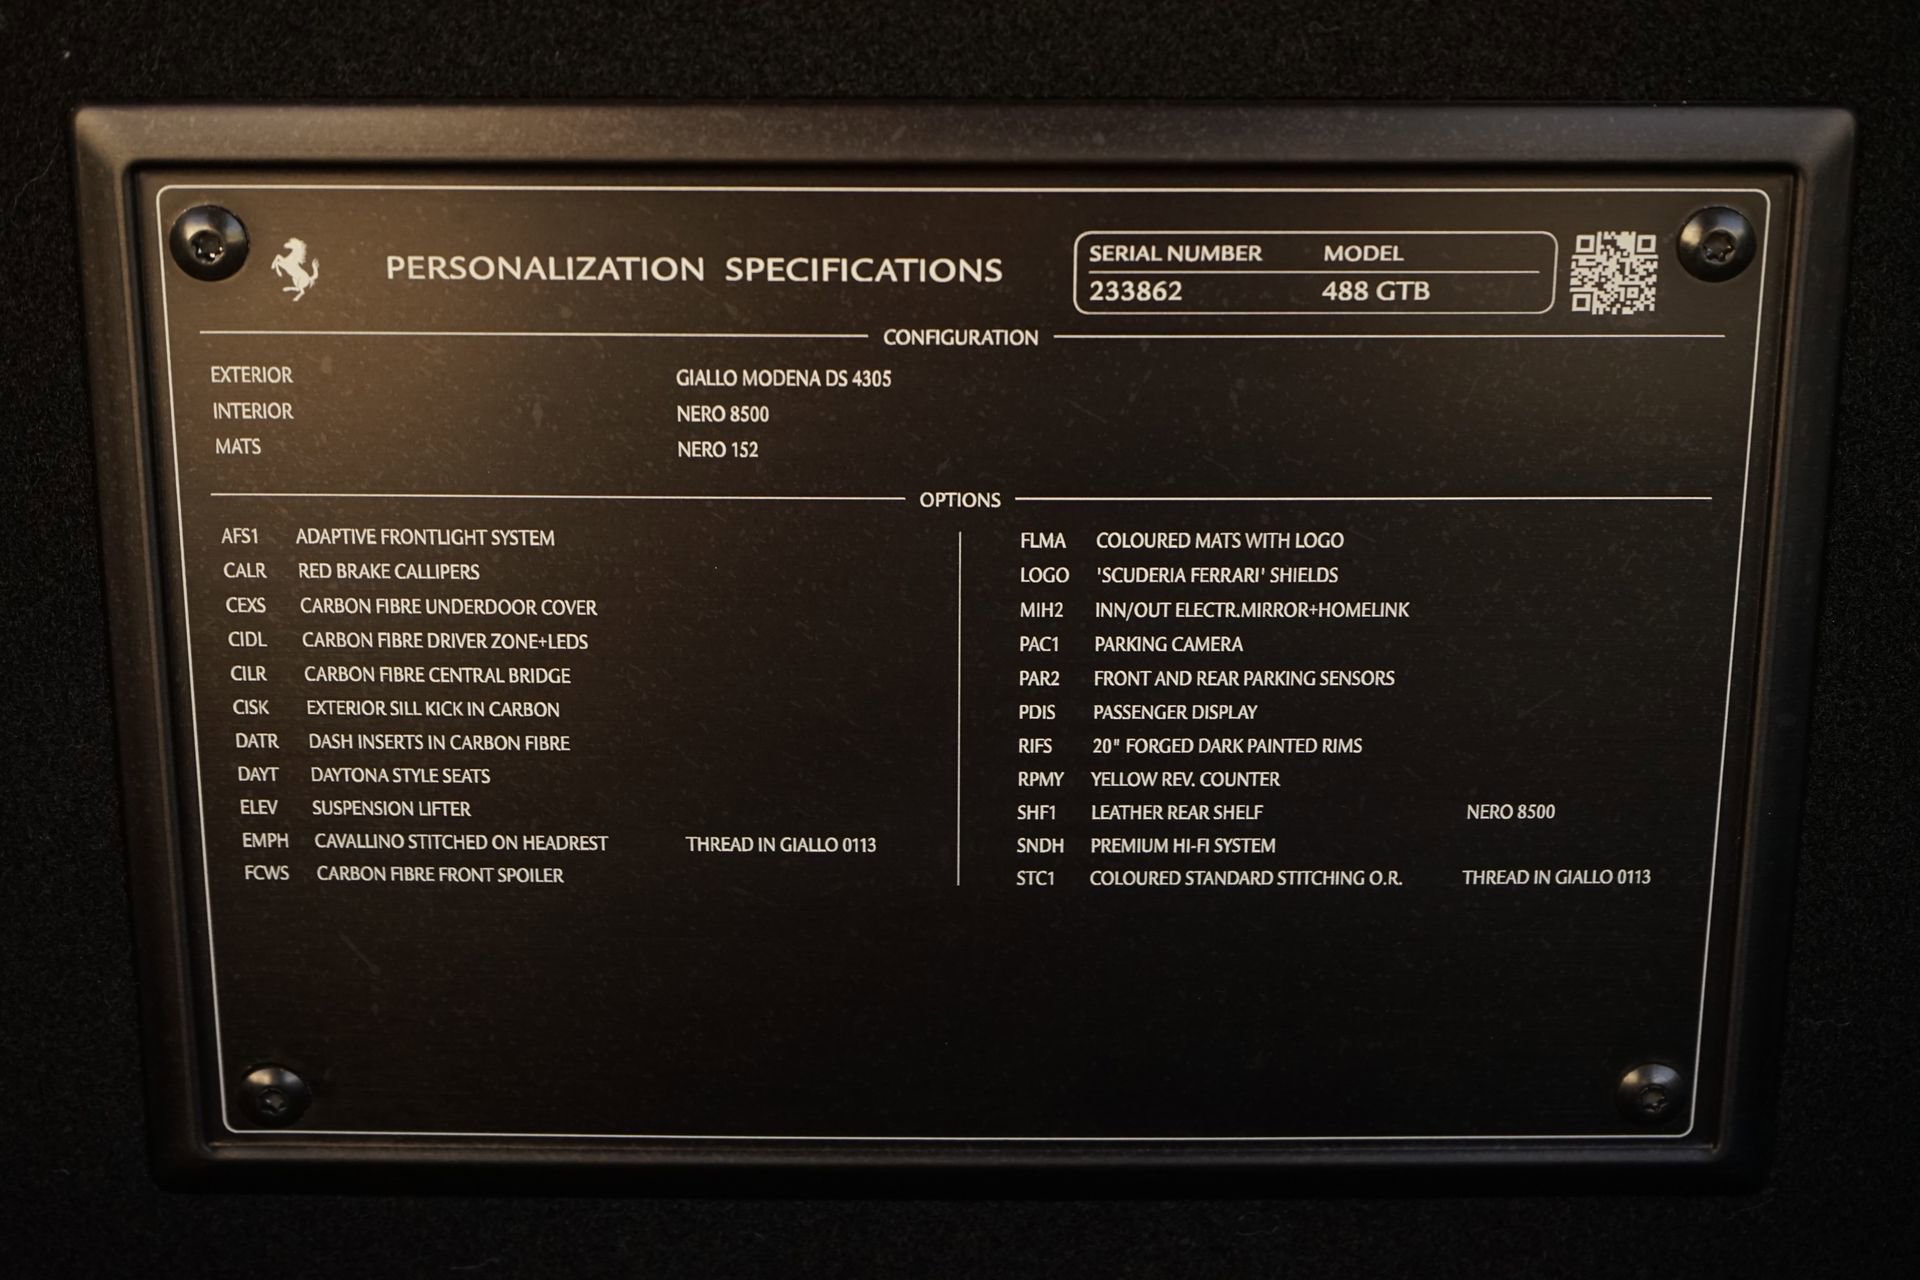 PERSONALIZATION SPECIFICATIONS
SERIAL NUMBER MODEL
233862 488 GTB
CONFIGURATION
EXTERIOR GIALLO MODENA DS 4305
INTERIOR NERO 8500
MATS NERO 152
OPTIONS
AFS1 ADAPTIVE FRONTLIGHT SYSTEM
CALR RED BRAKE CALLIPERS
CEXS CARBON FIBRE UNDERDOOR COVER
CIDL CARBON FIBRE DRIVER ZONE+LEDS
CILR CARBON FIBRE CENTRAL BRIDGE
CISK EXTERIOR SILL KICK IN CARBON
DATR DASH INSERTS IN CARBON FIBRE
DAYT DAYTONA STYLE SEATS
ELEV SUSPENSION LIFTER
EMPH CAVALLINO STITCHED ON HEADREST THREAD IN GIALLO 0113
FCWS CARBON FIBRE FRONT SPOILER
FLMA COLOURED MATS WITH LOGO
LOGO 'SCUDERIA FERRARI' SHIELDS
MIH2 INN/OUT ELECTR.MIRROR+HOMELINK
PAC1 PARKING CAMERA
PAR2 FRONT AND REAR PARKING SENSORS
PDIS PASSENGER DISPLAY
RIFS 20" FORGED DARK PAINTED RIMS
RPMY YELLOW REV. COUNTER
SHF1 LEATHER REAR SHELF NERO 8500
SNDH PREMIUM HI-FI SYSTEM
STC1 COLOURED STANDARD STITCHING O.R. THREAD IN GIALLO 0113